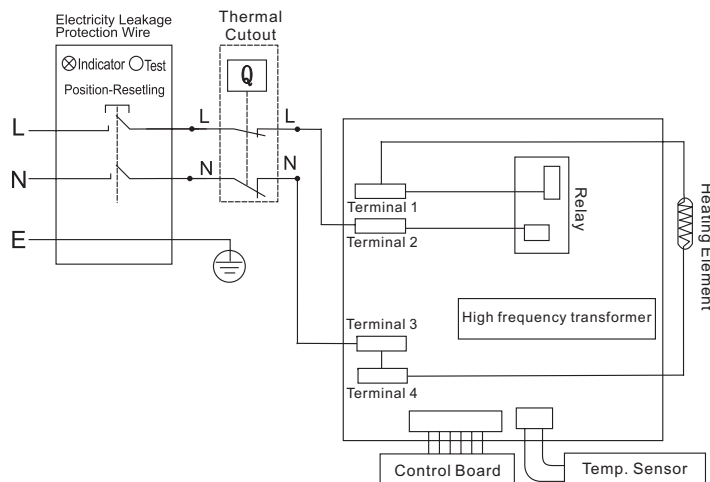 Electricity Leakage
Protection Wire
Indicator
Test
Position-Resetling
Thermal
Cutout
Q
L
L
L
N
N
N
E
Terminal 1
Terminal 2
Relay
Heating Element
High frequency transformer
Terminal 3
Terminal 4
Control Board
Temp. Sensor